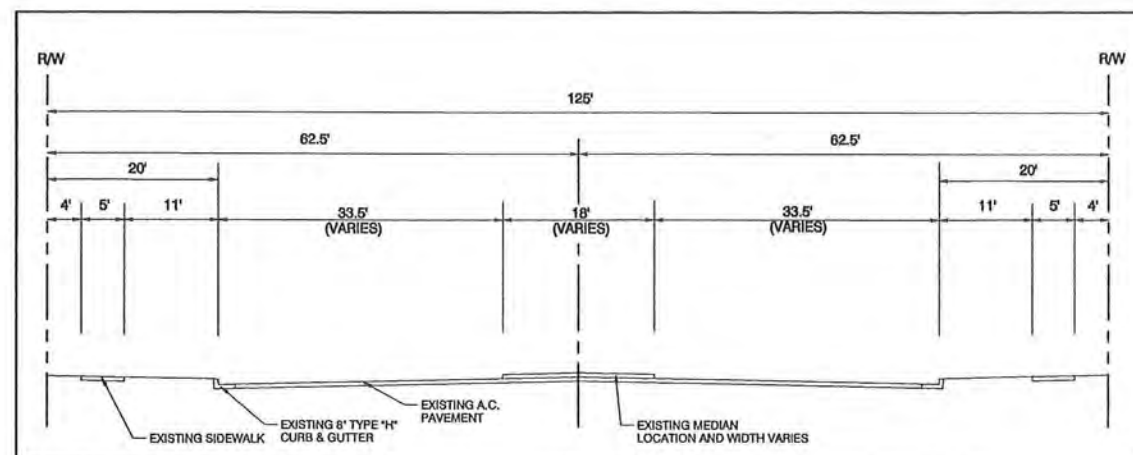 R/W R/W
125'
62.5' 62.5'
20' 20'
4' 5' 11' 33.5' 18' 33.5' 11' 5' 4'
(VARIES) (VARIES) (VARIES)
EXISTING A.C.
PAVEMENT
EXISTING SIDEWALK
EXISTING 8" TYPE "H"
CURB & GUTTER
EXISTING MEDIAN
LOCATION AND WIDTH VARIES